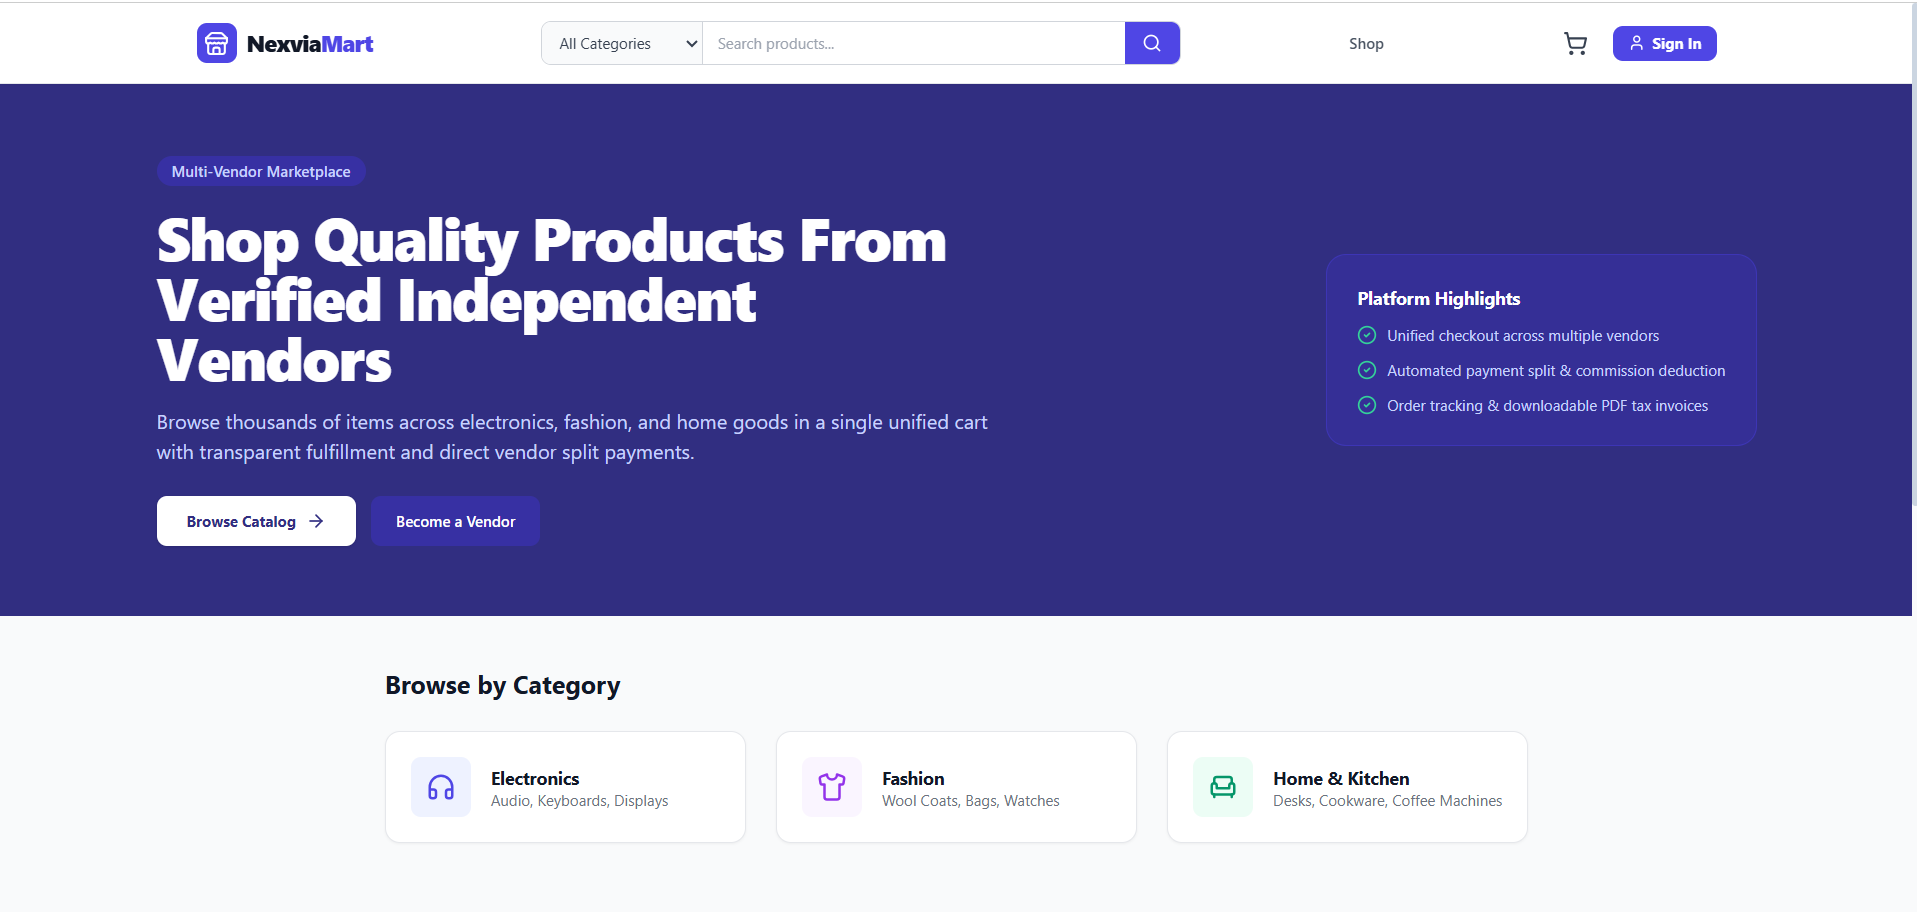 NexviaMart
All Categories
Search products...
Shop
Sign In
Multi-Vendor Marketplace
Shop Quality Products From
Verified Independent
Vendors
Browse thousands of items across electronics, fashion, and home goods in a single unified cart
with transparent fulfillment and direct vendor split payments.
Browse Catalog
Become a Vendor
Platform Highlights
Unified checkout across multiple vendors
Automated payment split & commission deduction
Order tracking & downloadable PDF tax invoices
Browse by Category
Electronics
Audio, Keyboards, Displays
Fashion
Wool Coats, Bags, Watches
Home & Kitchen
Desks, Cookware, Coffee Machines